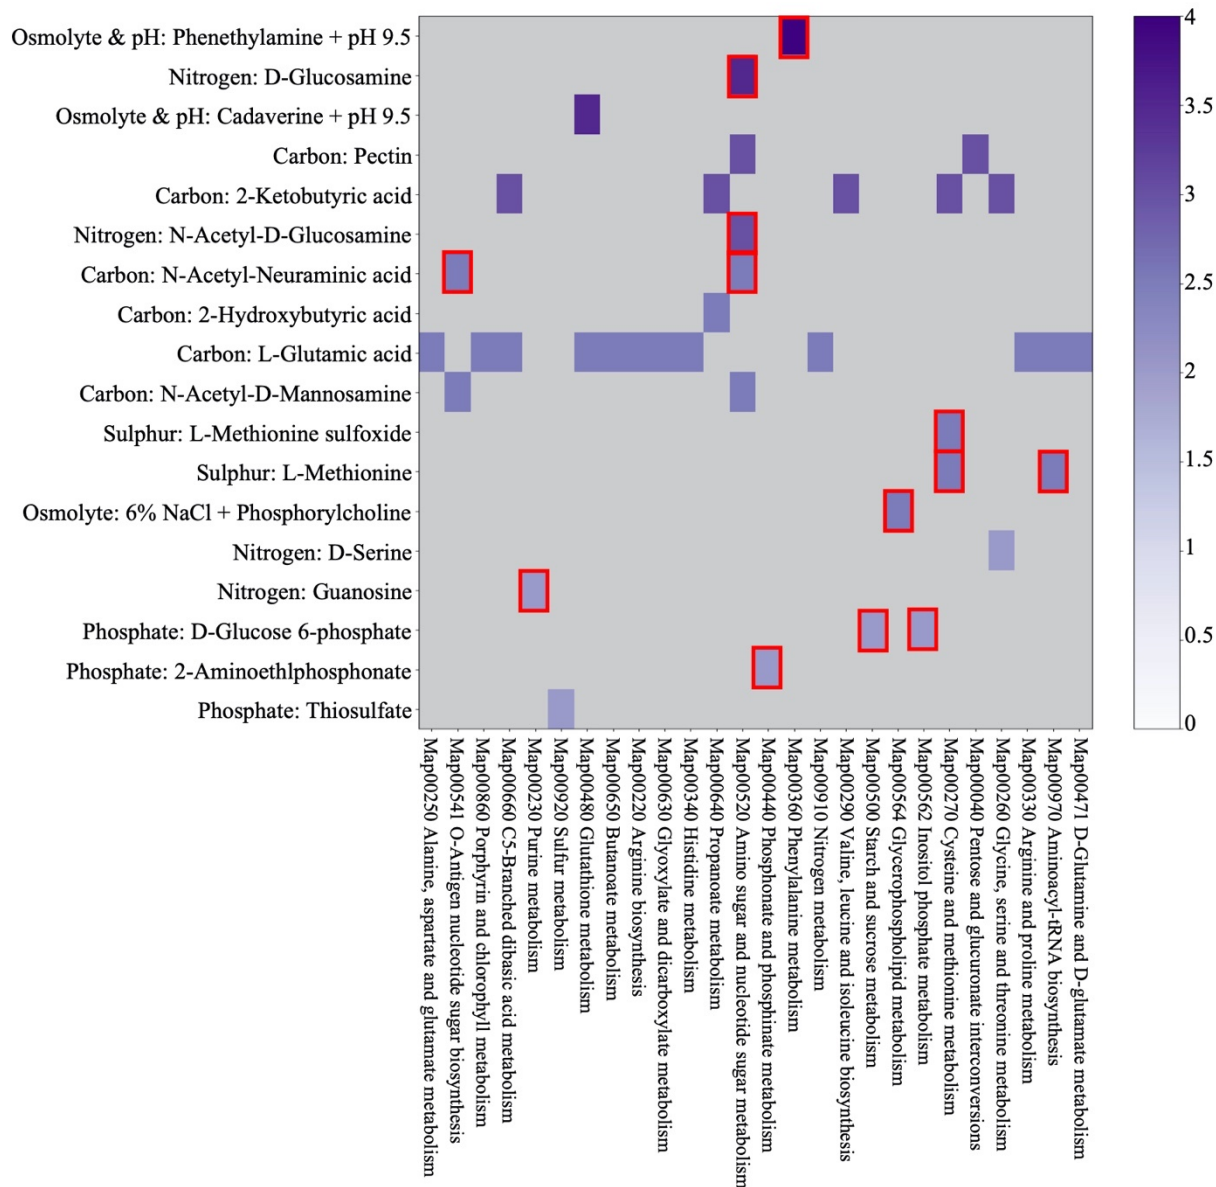 Osmolyte & pH: Phenethylamine + pH 9.5
Nitrogen: D-Glucosamine
Osmolyte & pH: Cadaverine + pH 9.5
Carbon: Pectin
Carbon: 2-Ketobutyric acid
Nitrogen: N-Acetyl-D-Glucosamine
Carbon: N-Acetyl-Neuraminic acid
Carbon: 2-Hydroxybutyric acid
Carbon: L-Glutamic acid
Carbon: N-Acetyl-D-Mannosamine
Sulphur: L-Methionine sulfoxide
Sulphur: L-Methionine
Osmolyte: 6% NaCl + Phosphorylcholine
Nitrogen: D-Serine
Nitrogen: Guanosine
Phosphate: D-Glucose 6-phosphate
Phosphate: 2-Aminoethlphosphonate
Phosphate: Thiosulfate
4
3.5
3
2.5
2
1.5
1
0.5
0
Map00250 Alanine, aspartate and glutamate metabolism
Map00541 O-Antigen nucleotide sugar biosynthesis
Map00860 Porphyrin and chlorophyll metabolism
Map00660 C5-Branched dibasic acid metabolism
Map00230 Purine metabolism
Map00920 Sulfur metabolism
Map00480 Glutathione metabolism
Map00650 Butanoate metabolism
Map00220 Arginine biosynthesis
Map00630 Glyoxylate and dicarboxylate metabolism
Map00340 Histidine metabolism
Map00640 Propanoate metabolism
Map00520 Amino sugar and nucleotide sugar metabolism
Map00440 Phosphonate and phosphinate metabolism
Map00360 Phenylalanine metabolism
Map00910 Nitrogen metabolism
Map00290 Valine, leucine and isoleucine biosynthesis
Map00500 Starch and sucrose metabolism
Map00564 Glycerophospholipid metabolism
Map00562 Inositol phosphate metabolism
Map00270 Cysteine and methionine metabolism
Map00040 Pentose and glucuronate interconversions
Map00260 Glycine, serine and threonine metabolism
Map00330 Arginine and proline metabolism
Map00970 Aminoacyl-tRNA biosynthesis
Map00471 D-Glutamine and D-glutamate metabolism